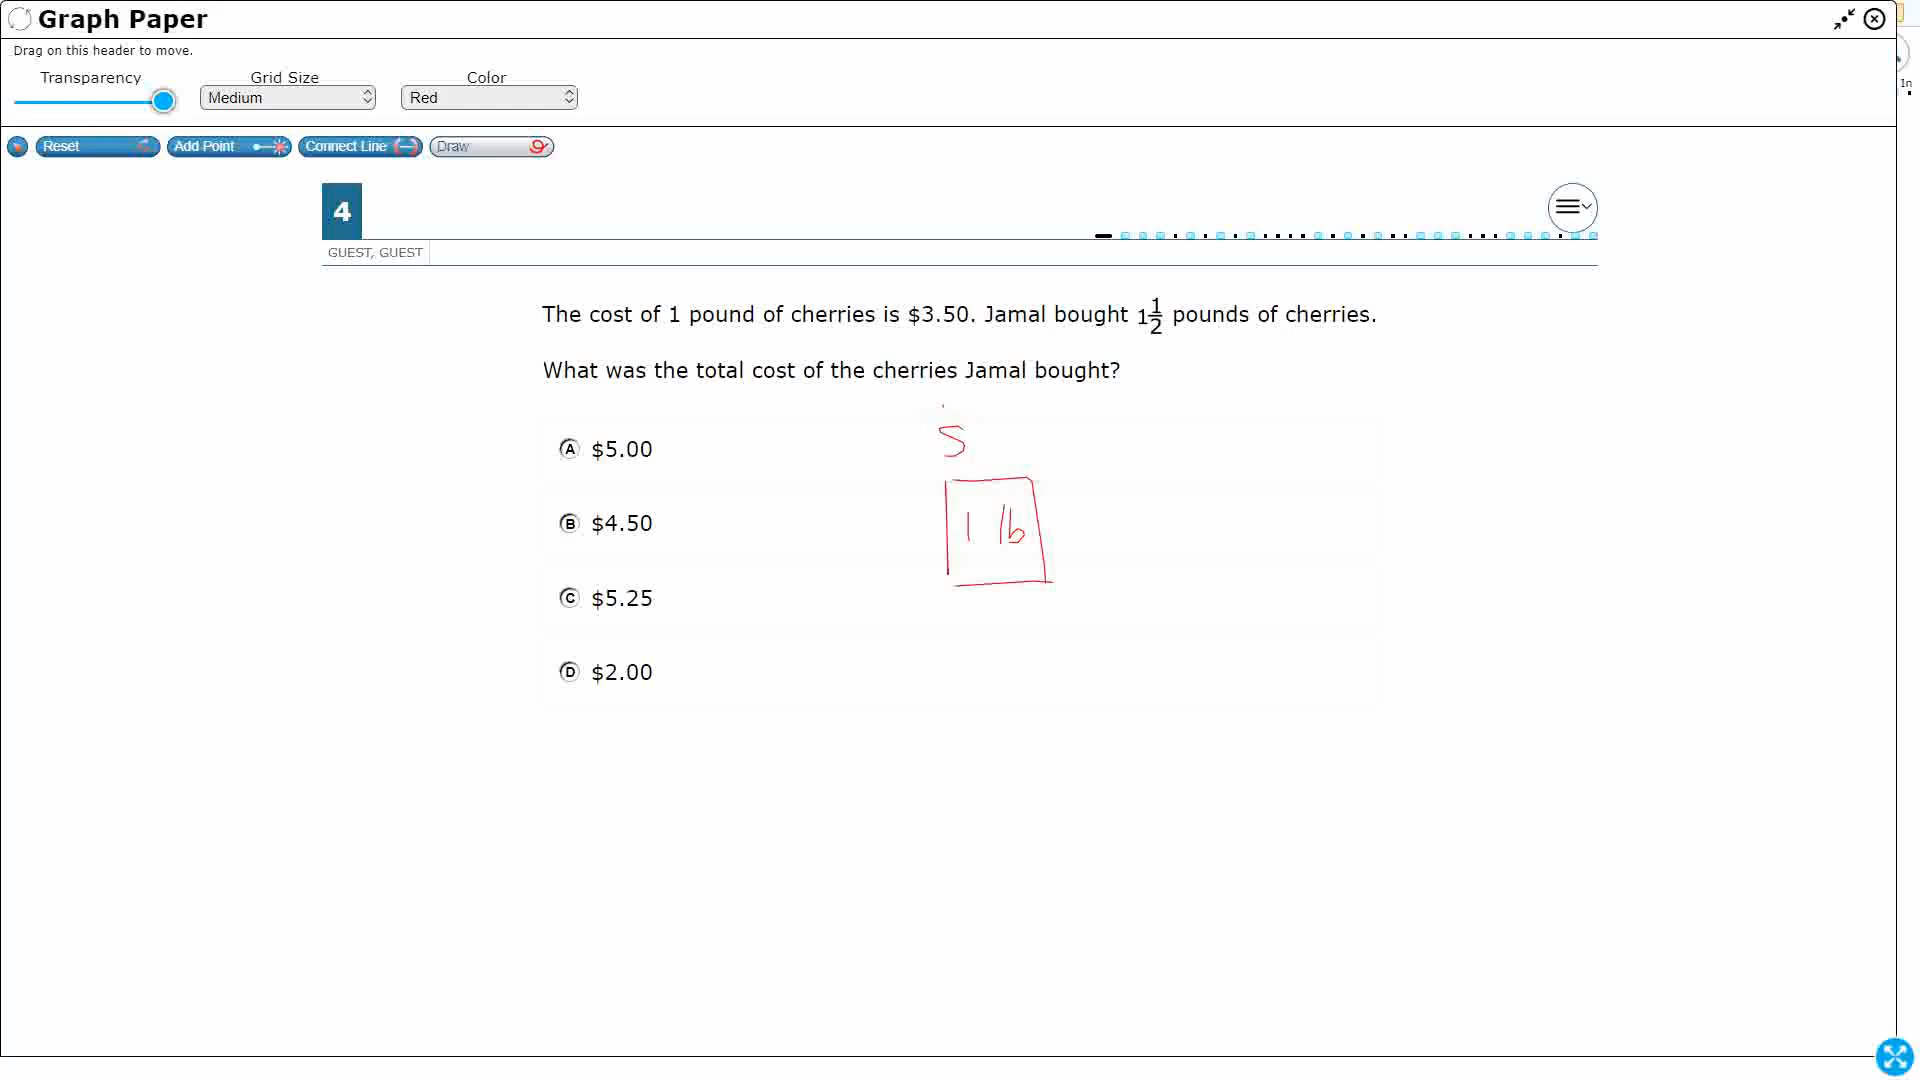 Graph Paper
Drag on this header to move.
Transparency
Grid Size
Color
Medium
Red
Reset
Add Point
Connect Line
Draw
In
4
GUEST, GUEST
The cost of 1 pound of cherries is $3.50. Jamal bought 1 1/2 pounds of cherries.
What was the total cost of the cherries Jamal bought?
A $5.00
B $4.50
C $5.25
D $2.00
S
1 lb